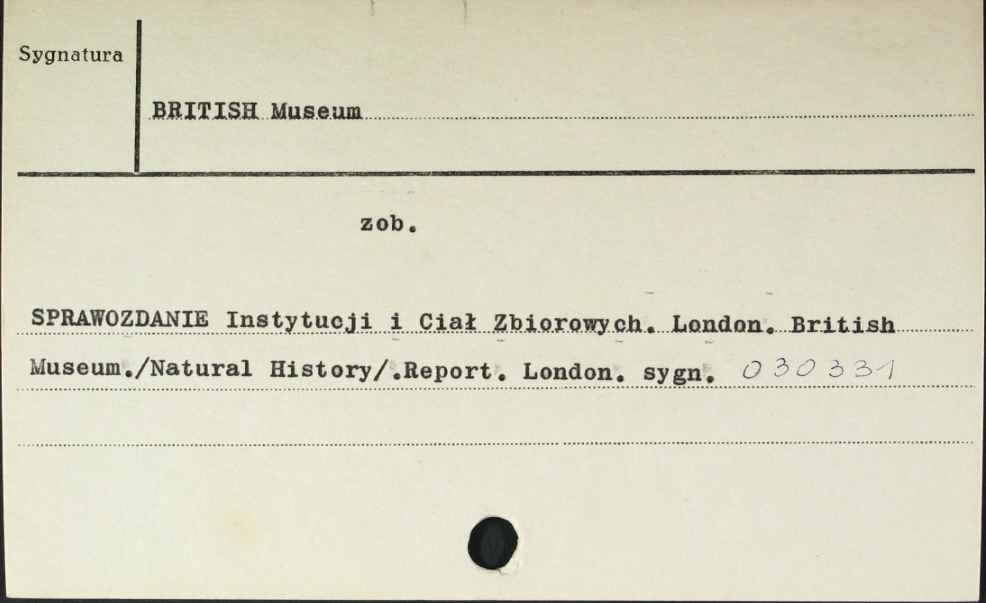 Sygnatura
BRITISH Museum
zob.
SPRAWOZDANIE Instytucji i Ciał Zbiorowych. London. British
Museum./Natural History/.Report. London. sygn. 030331